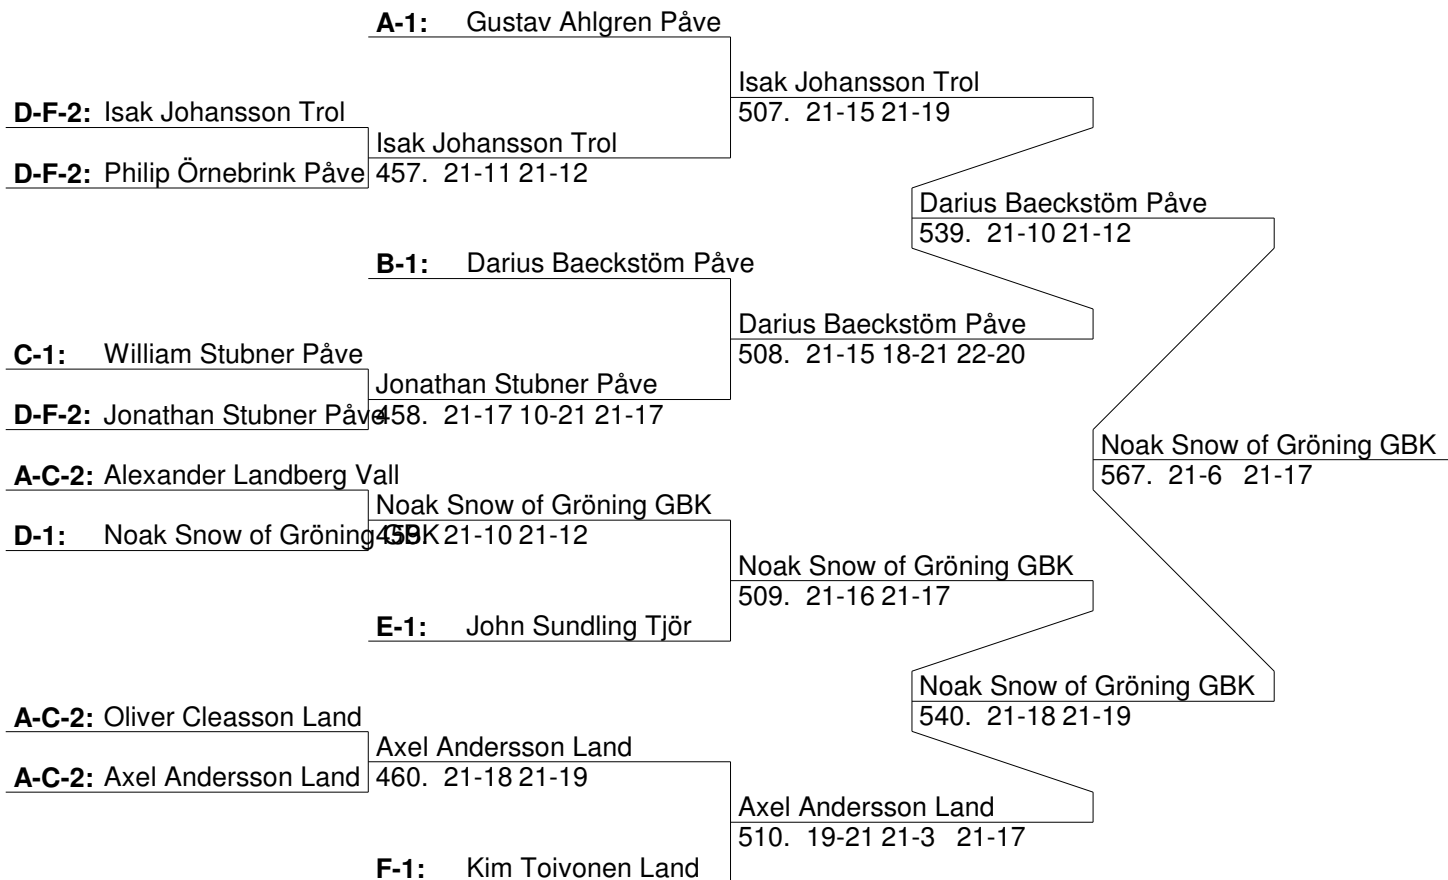 A-1: Gustav Ahlgren Påve
Isak Johansson Trol
D-F-2: Isak Johansson Trol
507. 21-15 21-19
Isak Johansson Trol
D-F-2: Philip Örnebrink Påve
457. 21-11 21-12
Darius Baeckstöm Påve
539. 21-10 21-12
B-1: Darius Baeckstöm Påve
Darius Baeckstöm Påve
C-1: William Stubner Påve
508. 21-15 18-21 22-20
Jonathan Stubner Påve
D-F-2: Jonathan Stubner Påve
458. 21-17 10-21 21-17
Noak Snow of Gröning GBK
567. 21-6 21-17
A-C-2: Alexander Landberg Vall
Noak Snow of Gröning GBK
D-1: Noak Snow of Gröning GBK
459. 21-10 21-12
Noak Snow of Gröning GBK
509. 21-16 21-17
E-1: John Sundling Tjör
Noak Snow of Gröning GBK
540. 21-18 21-19
A-C-2: Oliver Cleasson Land
Axel Andersson Land
A-C-2: Axel Andersson Land
460. 21-18 21-19
Axel Andersson Land
510. 19-21 21-3 21-17
F-1: Kim Toivonen Land